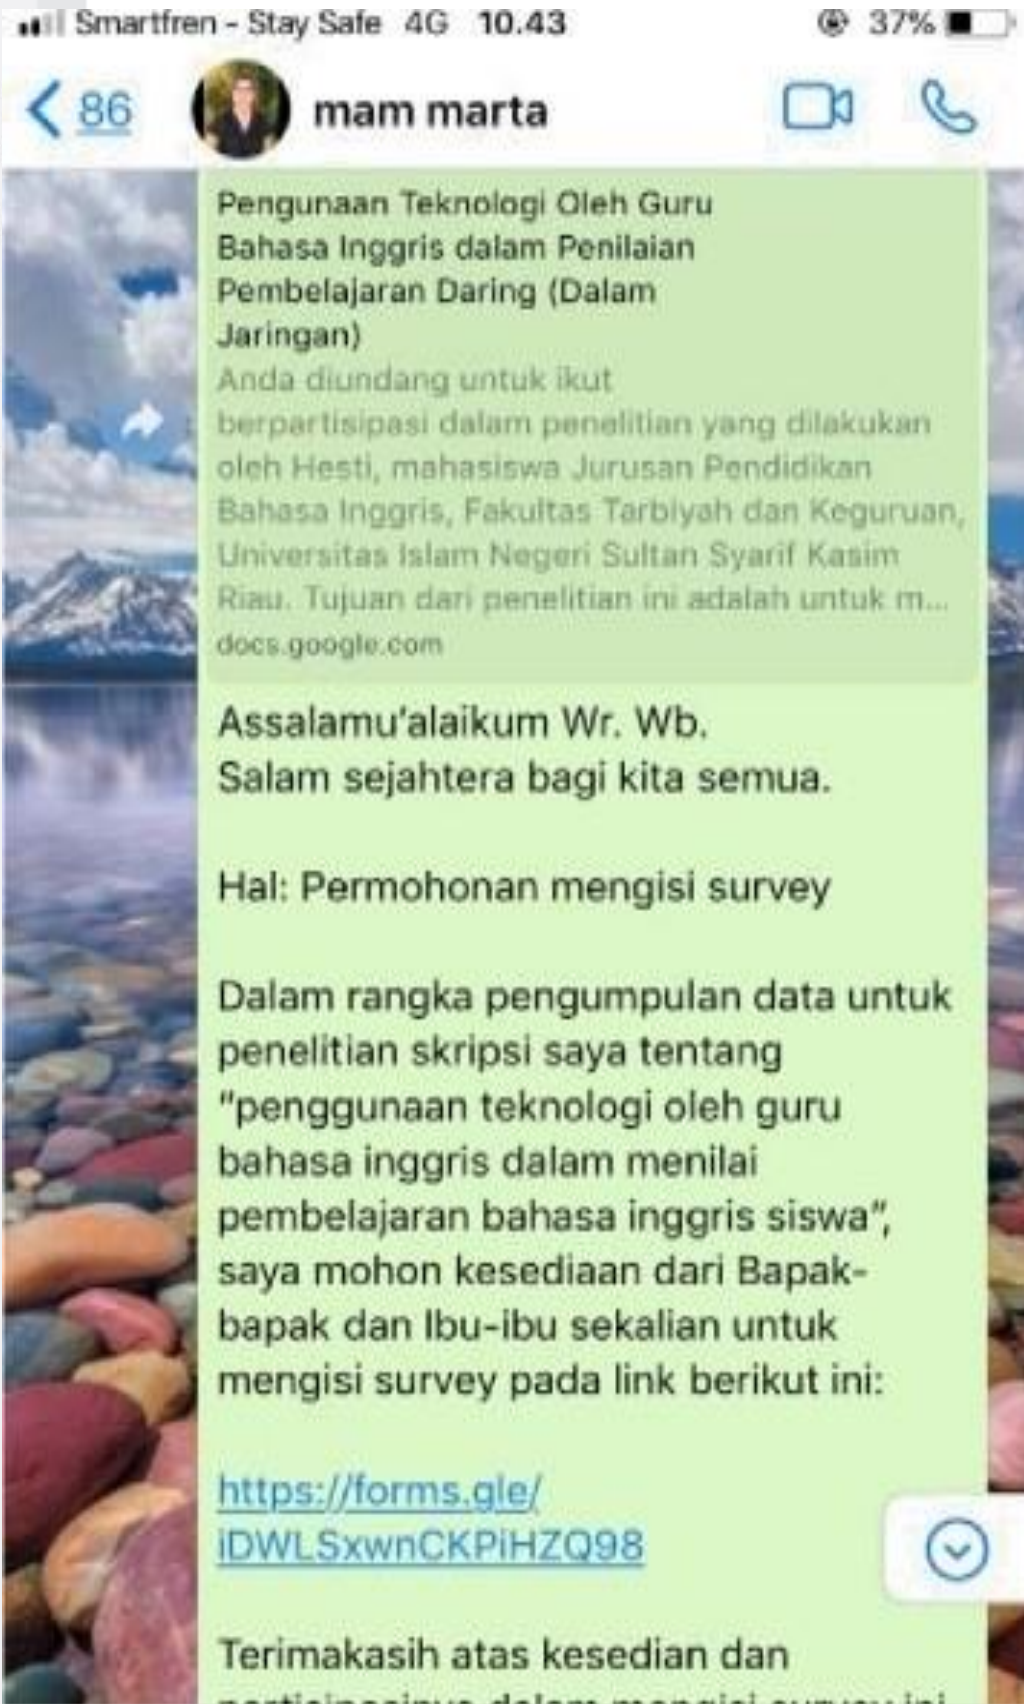 Smartfren - Stay Safe 4G 10.43 37%
86 mam marta
Pengunaan Teknologi Oleh Guru
Bahasa Inggris dalam Penilaian
Pembelajaran Daring (Dalam
Jaringan)
Anda diundang untuk ikut
berpartisipasi dalam penelitian yang dilakukan
oleh Hesti, mahasiswa Jurusan Pendidikan
Bahasa Inggris, Fakultas Tarbiyah dan Keguruan,
Universitas Islam Negeri Sultan Syarif Kasim
Riau. Tujuan dari penelitian ini adalah untuk m...
docs.google.com
Assalamu'alaikum Wr. Wb.
Salam sejahtera bagi kita semua.
Hal: Permohonan mengisi survey
Dalam rangka pengumpulan data untuk
penelitian skripsi saya tentang
"penggunaan teknologi oleh guru
bahasa inggris dalam menilai
pembelajaran bahasa inggris siswa",
saya mohon kesediaan dari Bapak-
bapak dan Ibu-ibu sekalian untuk
mengisi survey pada link berikut ini:
https://forms.gle/
iDWLSxwnCKPiHZQ98
Terimakasih atas kesedian dan